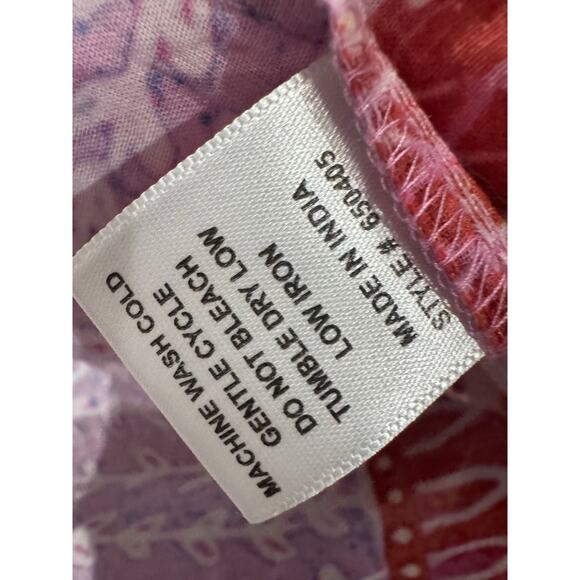 MACHINE WASH COLD
GENTLE CYCLE
DO NOT BLEACH
TUMBLE DRY LOW
LOW IRON
MADE IN INDIA
STYLE# 650405